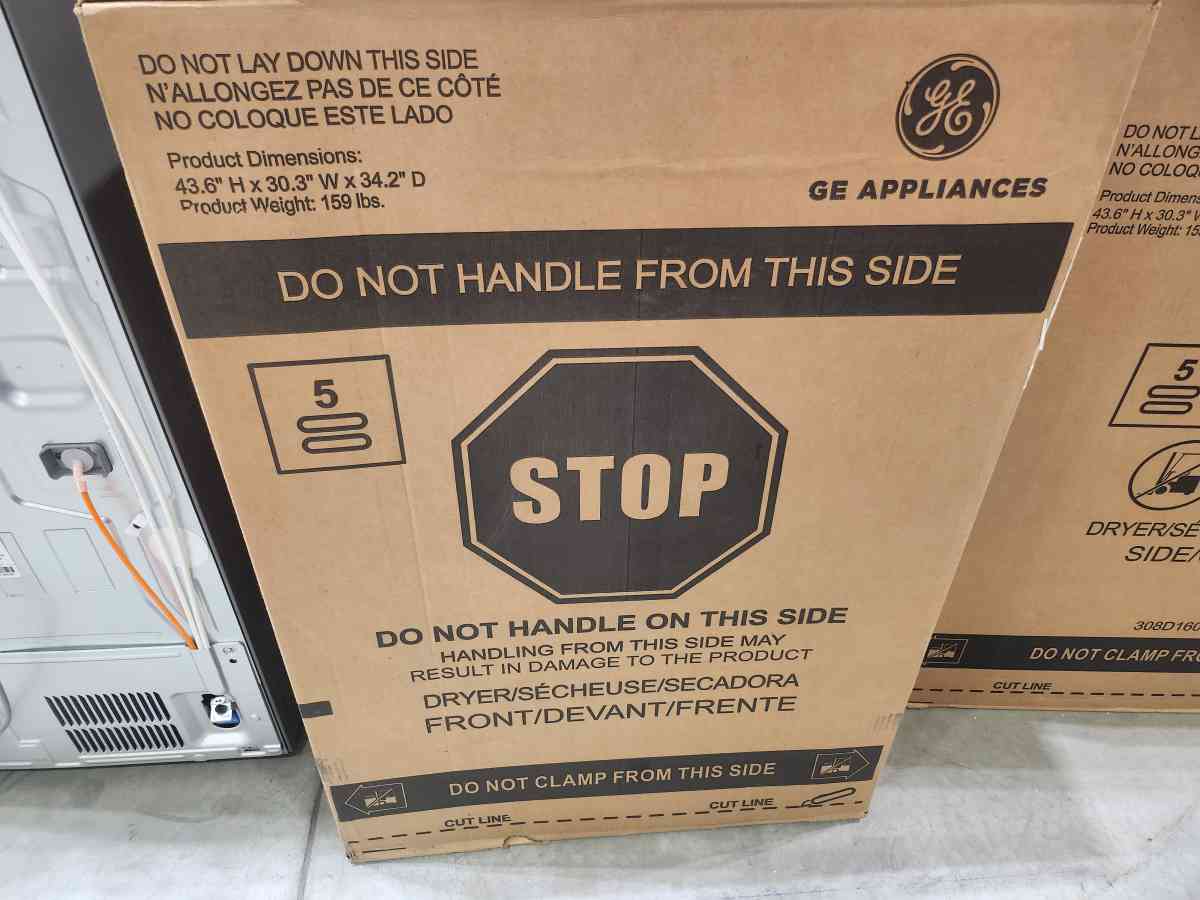 DO NOT LAY DOWN THIS SIDE
N'ALLONGEZ PAS DE CE CÔTÉ
NO COLOQUE ESTE LADO
Product Dimensions:
43.6" H x 30.3" W x 34.2" D
Product Weight: 159 lbs.
GE
GE APPLIANCES
DO NOT HANDLE FROM THIS SIDE
5
STOP
DO NOT HANDLE ON THIS SIDE
HANDLING FROM THIS SIDE MAY
RESULT IN DAMAGE TO THE PRODUCT
DRYER/SÉCHEUSE/SECADORA
FRONT/DEVANT/FRENTE
DO NOT CLAMP FROM THIS SIDE
CUT LINE
CUT LINE
DO NOT L
N'ALLONG
NO COLOQ
Product Dimens
43.6" H x 30.3" W
Product Weight: 15
5
DRYER/SÉ
SIDE/
308D160
DO NOT CLAMP FRO
CUT LINE